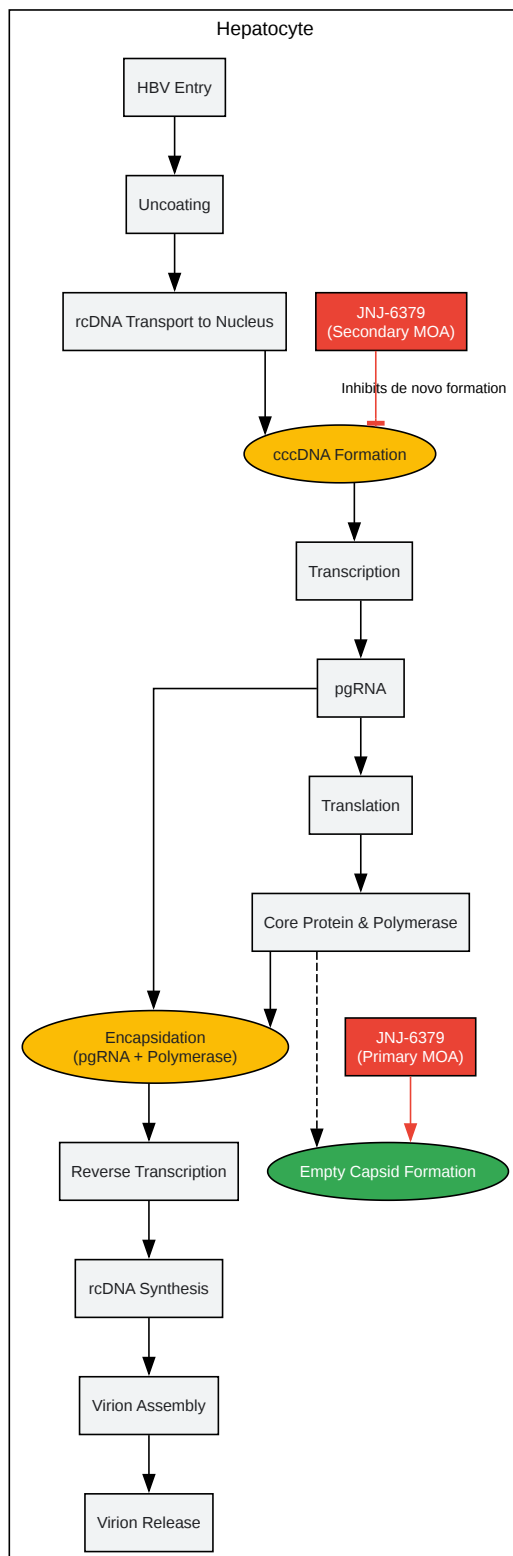 Hepatocyte
HBV Entry
Uncoating
rcDNA Transport to Nucleus
JNJ-6379
(Secondary MOA)
Inhibits de novo formation
cccDNA Formation
Transcription
pgRNA
Translation
Core Protein & Polymerase
Encapsidation
(pgRNA + Polymerase)
JNJ-6379
(Primary MOA)
Reverse Transcription
Empty Capsid Formation
rcDNA Synthesis
Virion Assembly
Virion Release